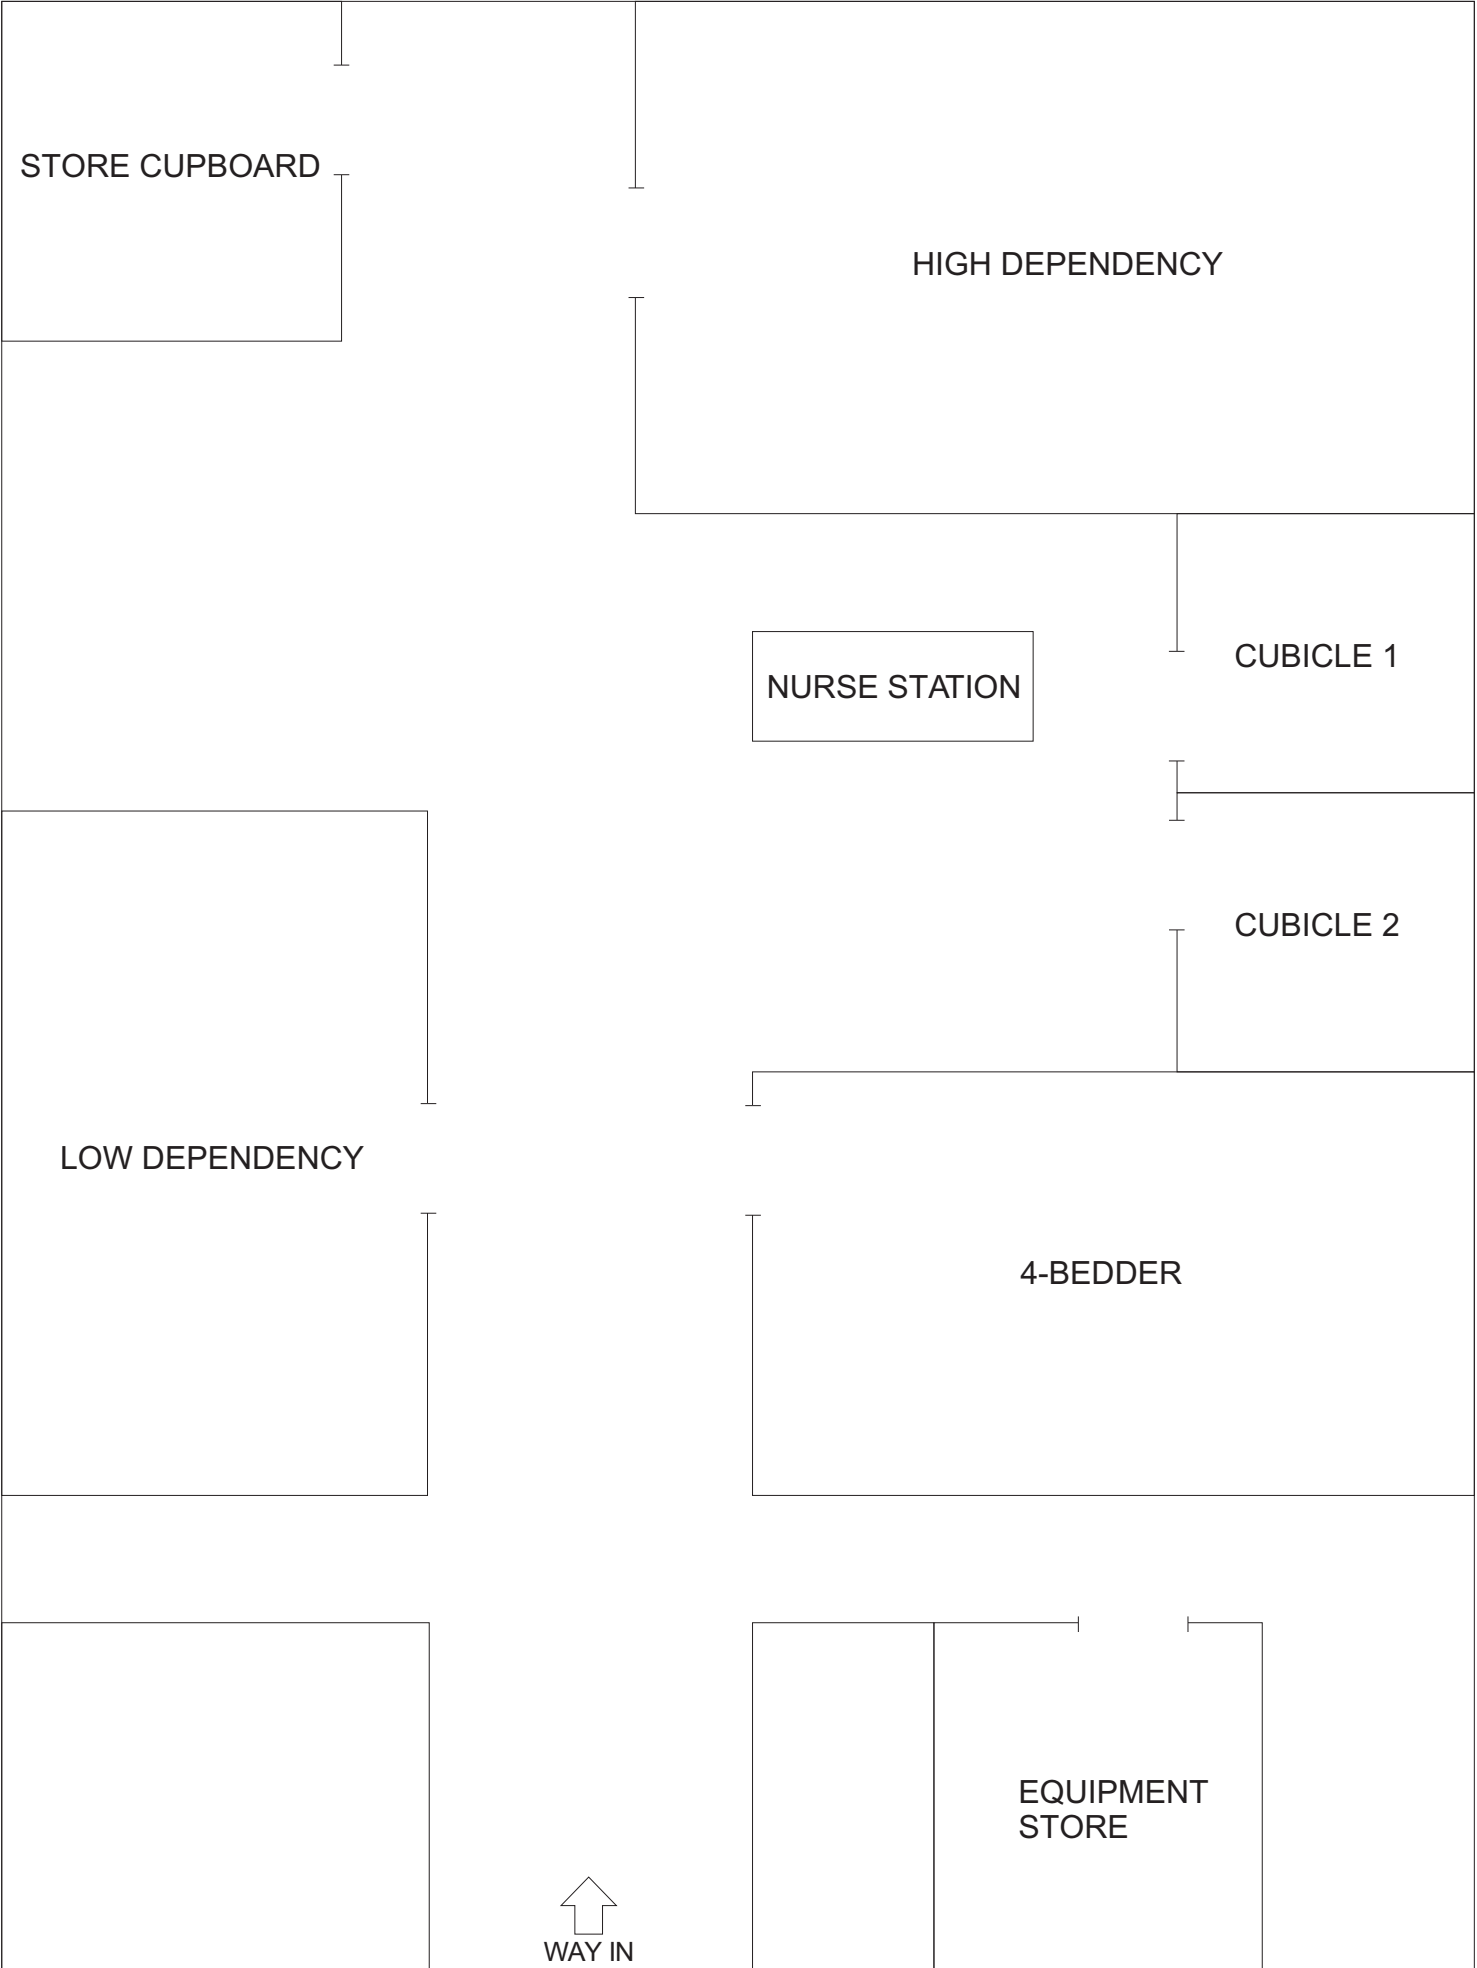 STORE CUPBOARD
HIGH DEPENDENCY
CUBICLE 1
NURSE STATION
CUBICLE 2
LOW DEPENDENCY
4-BEDDER
EQUIPMENT
STORE
WAY IN